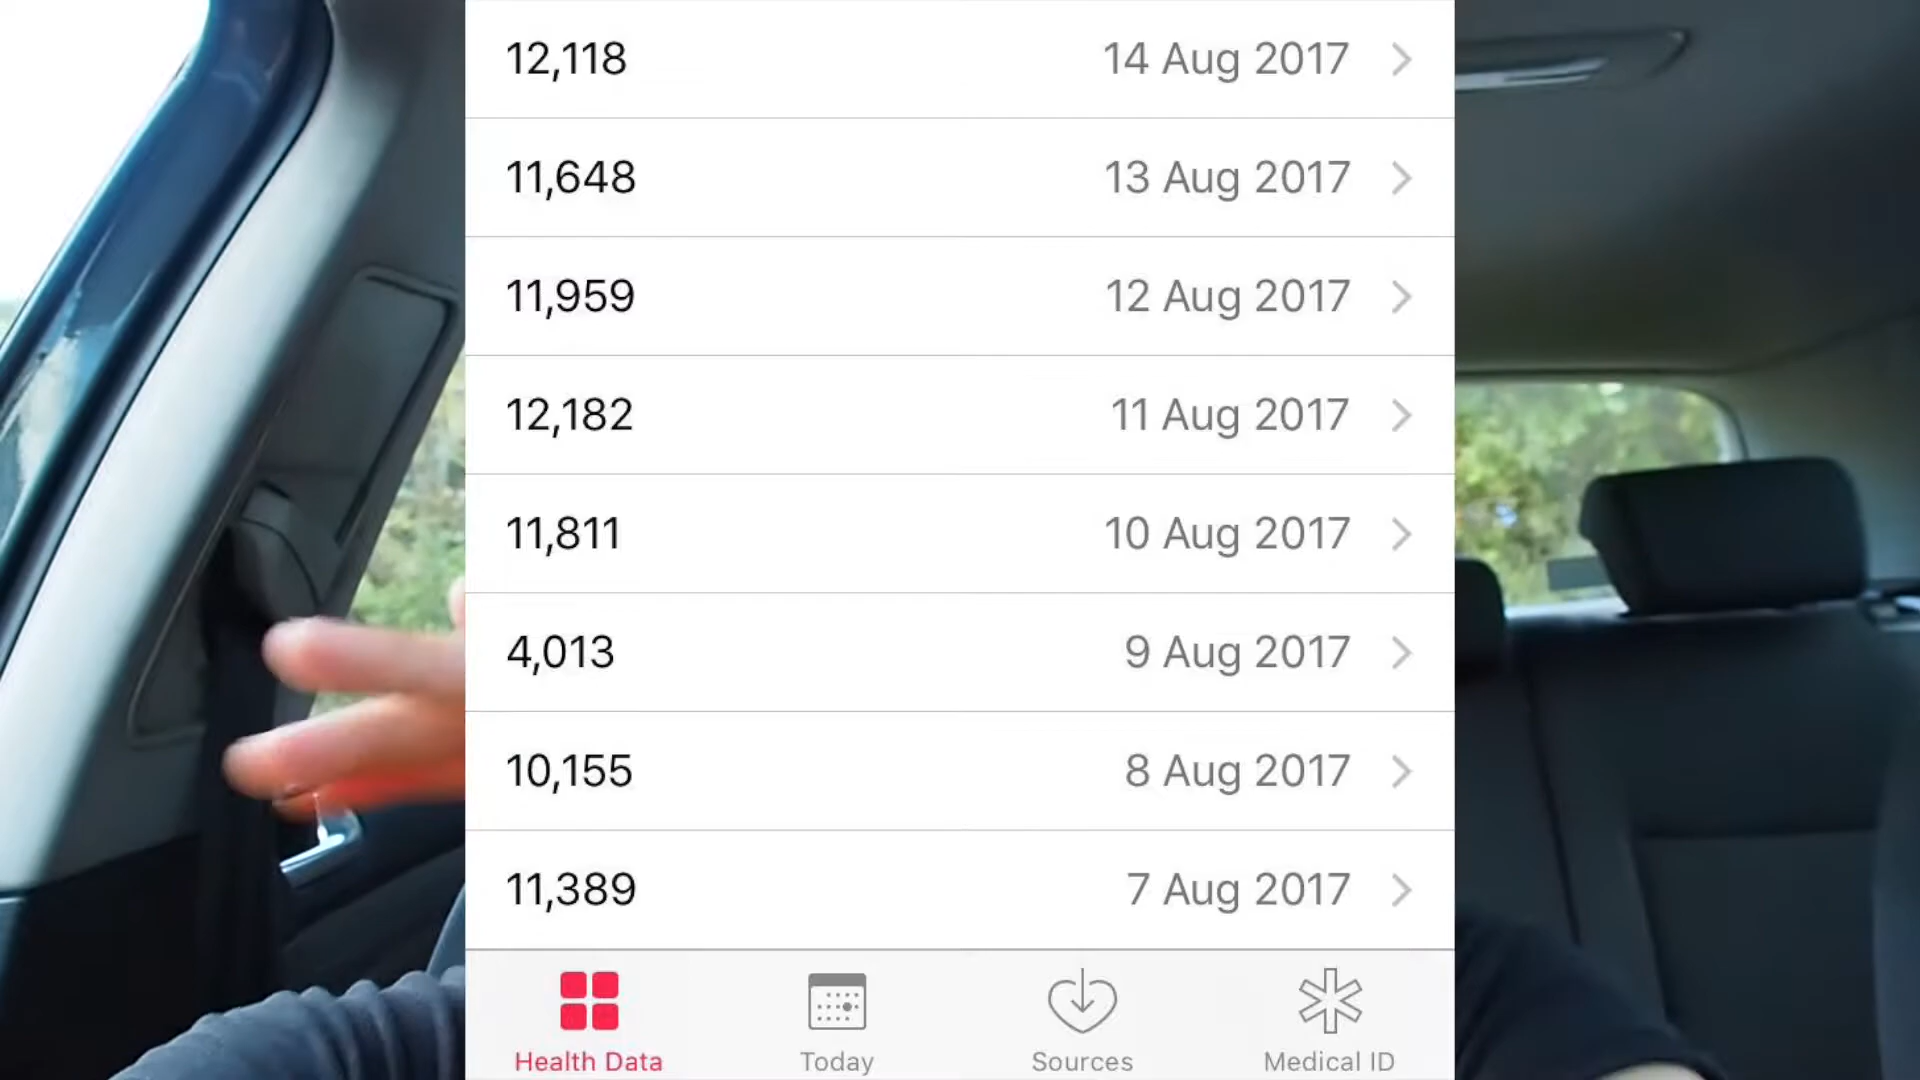 12,118 14 Aug 2017
11,648 13 Aug 2017
11,959 12 Aug 2017
12,182 11 Aug 2017
11,811 10 Aug 2017
4,013 9 Aug 2017
10,155 8 Aug 2017
11,389 7 Aug 2017
Health Data Today Sources Medical ID